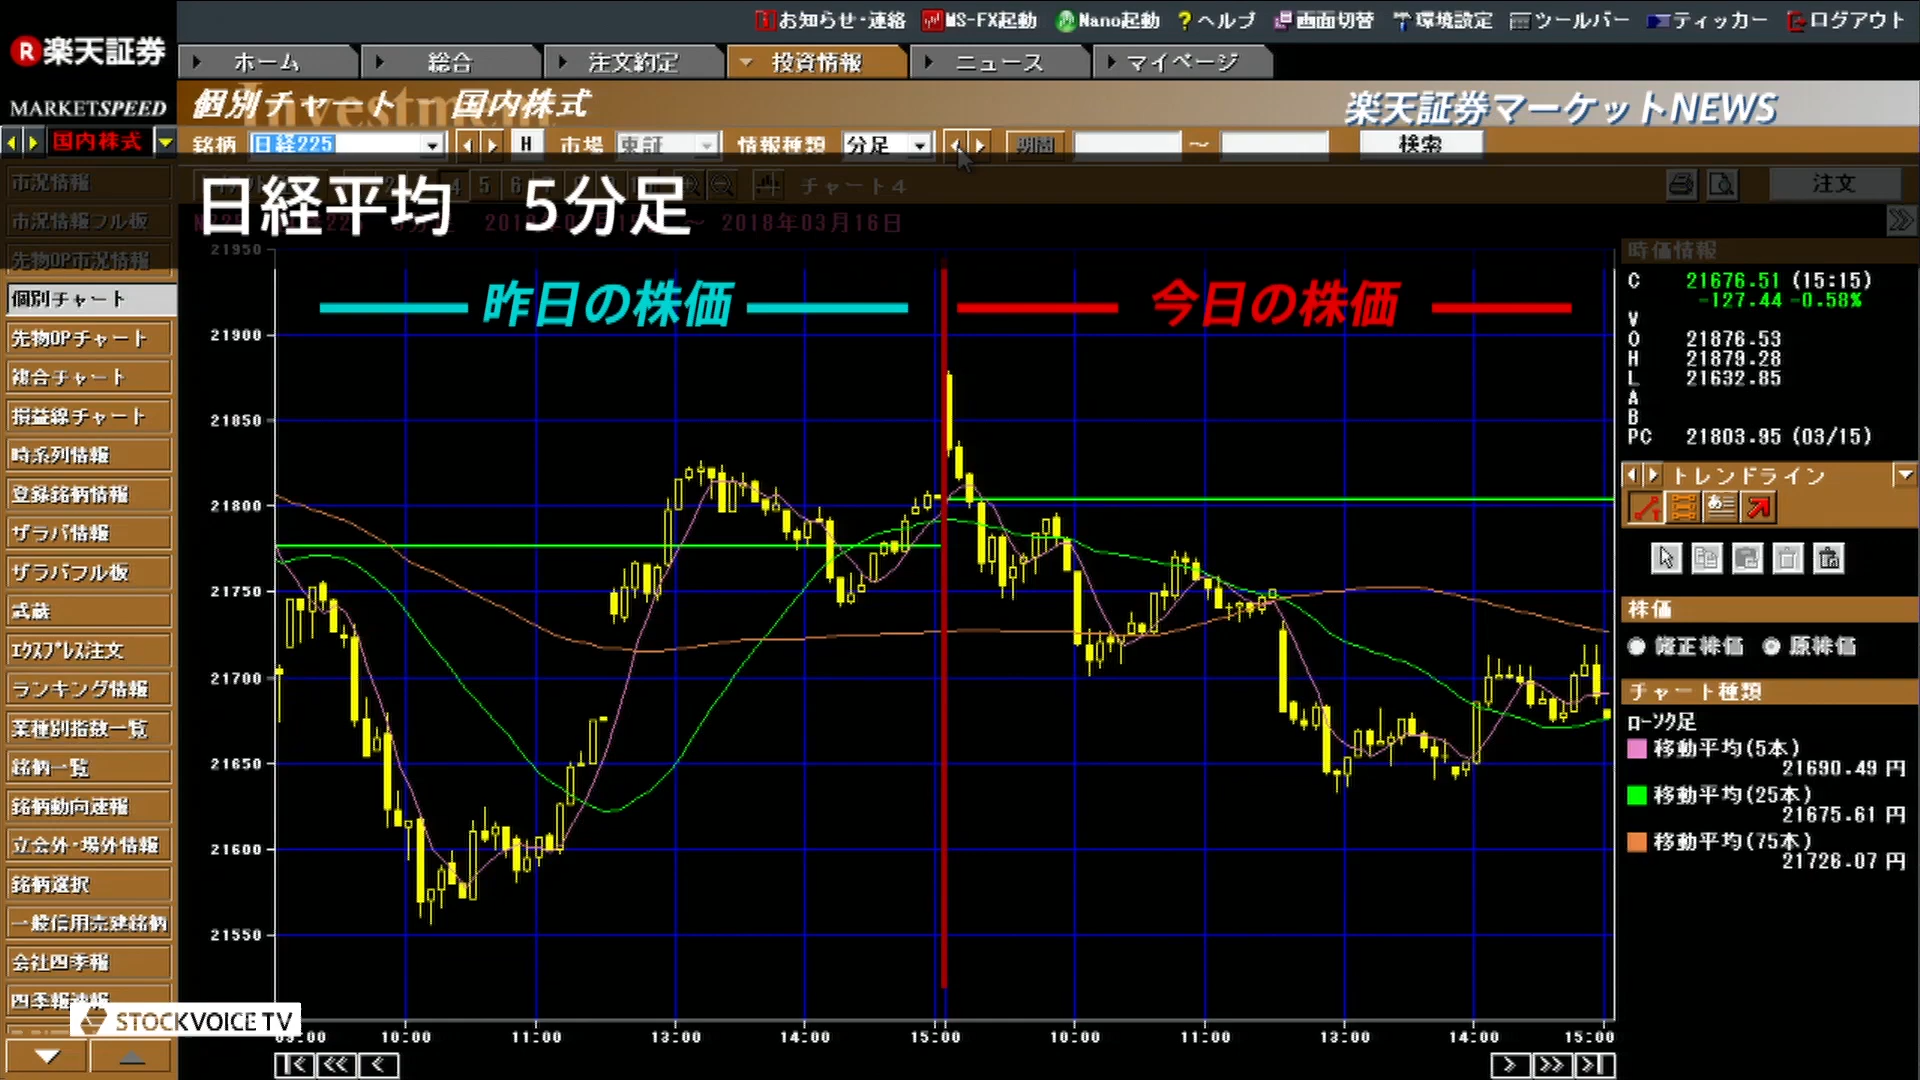 お知らせ・連絡 MS-FX起動 Nano起動 ヘルプ 画面切替 環境設定 ツールバー ティッカー ログアウト
R楽天証券
MARKETSPEED
ホーム 総合 注文約定 投資情報 ニュース マイページ
Investment
個別チャート 国内株式
楽天証券マーケットNEWS
国内株式
銘柄 日経225 H 市場 東証 情報種類 分足 期間 ～ 検索
日経平均 5分足
4 5 6 チャート4 注文
～ 2018年03月16日
昨日の株価
今日の株価
市況情報
市況情報フル板
先物OP市況情報
個別チャート
先物OPチャート
複合チャート
損益線チャート
時系列情報
登録銘柄情報
ザラバ情報
ザラバフル板
武蔵
エクスプレス注文
ランキング情報
業種別指数一覧
銘柄一覧
銘柄動向速報
立会外・場外情報
銘柄選択
一般信用売建銘柄
会社四季報
四季報速報
STOCKVOICE TV
21950
21900
21850
21800
21750
21700
21650
21600
21550
09:00 10:00 11:00 13:00 14:00 15:00 10:00 11:00 13:00 14:00 15:00
時価情報
C 21676.51 (15:15)
-127.44 -0.58%
V
O 21876.53
H 21879.28
L 21632.85
A
B
PC 21803.95 (03/15)
トレンドライン
株価
修正株価 原株価
チャート種類
ローソク足
移動平均(5本)
21690.49 円
移動平均(25本)
21675.61 円
移動平均(75本)
21726.07 円